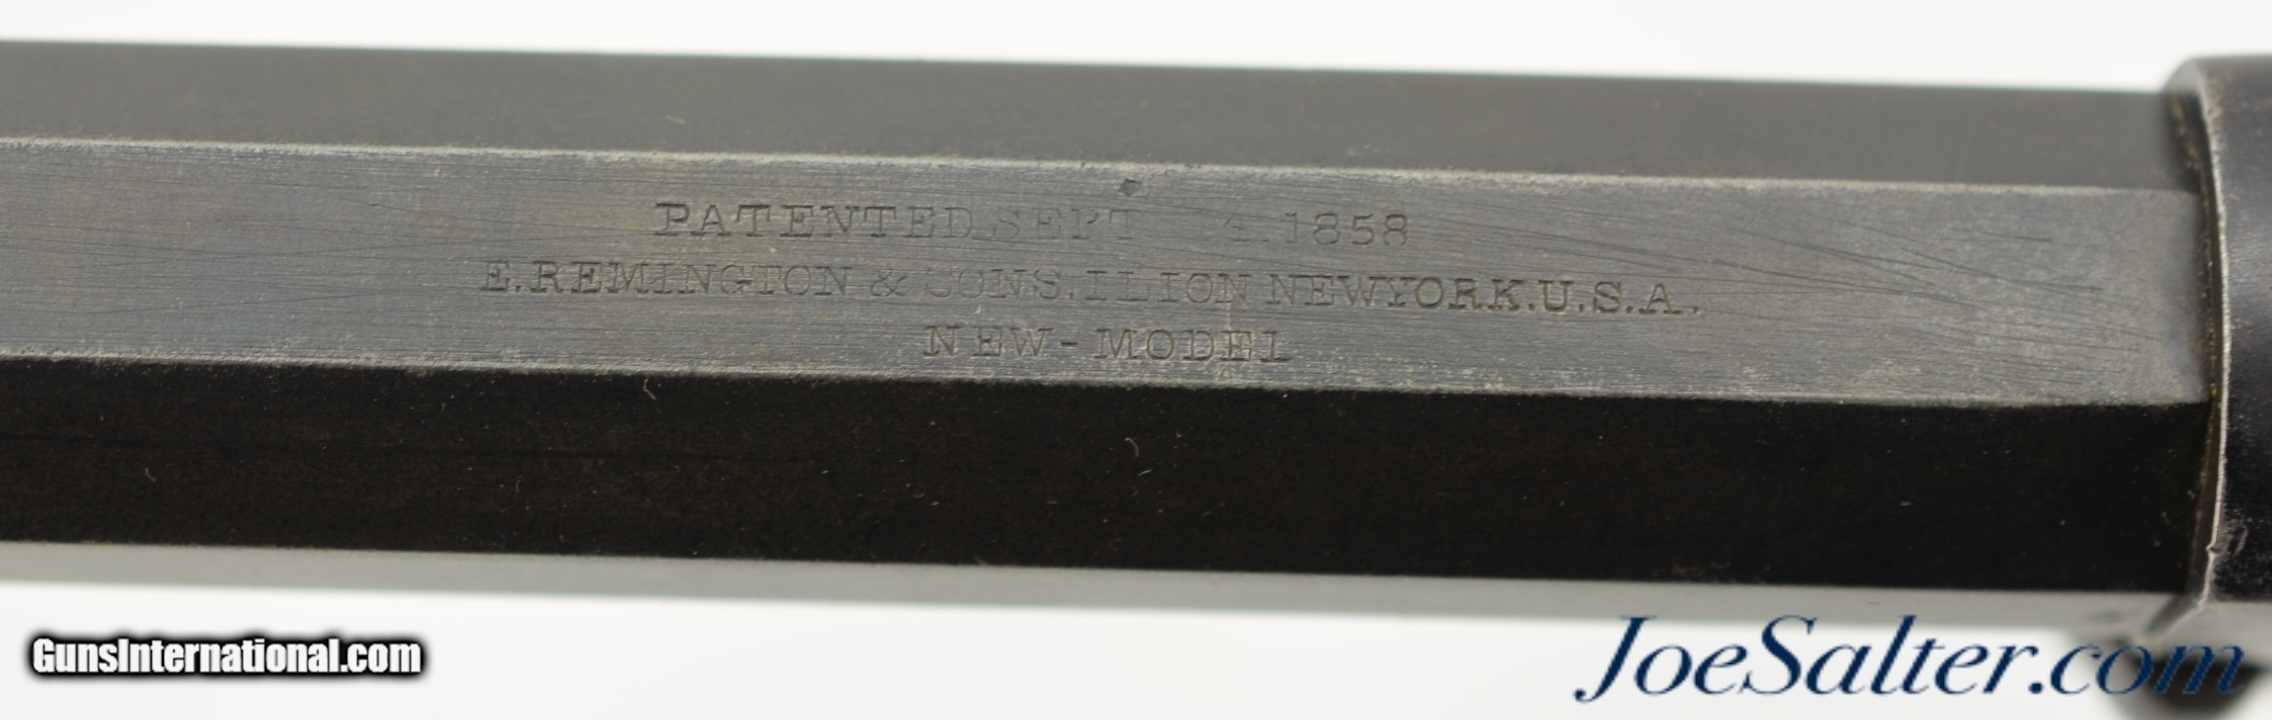 PATENTED SEPT 14.1858
E.REMINGTON & SONS.ILION NEWYORK.U.S.A.
NEW-MODEL
GunsInternational.com
JoeSalter.com